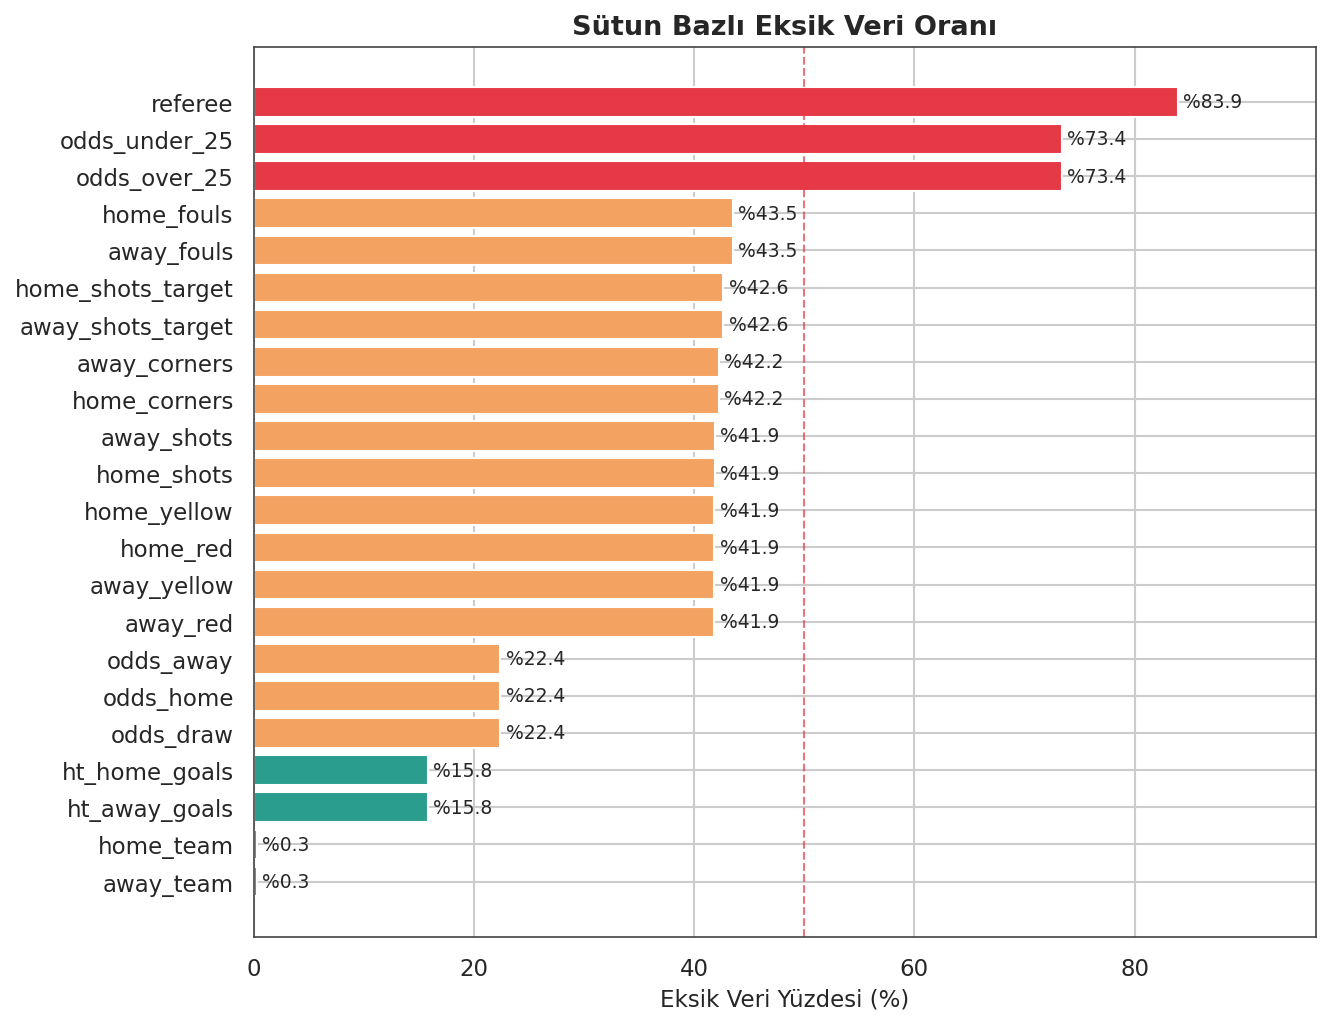 Sütun Bazlı Eksik Veri Oranı
referee %83.9
odds_under_25 %73.4
odds_over_25 %73.4
home_fouls %43.5
away_fouls %43.5
home_shots_target %42.6
away_shots_target %42.6
away_corners %42.2
home_corners %42.2
away_shots %41.9
home_shots %41.9
home_yellow %41.9
home_red %41.9
away_yellow %41.9
away_red %41.9
odds_away %22.4
odds_home %22.4
odds_draw %22.4
ht_home_goals %15.8
ht_away_goals %15.8
home_team %0.3
away_team %0.3
0 20 40 60 80
Eksik Veri Yüzdesi (%)